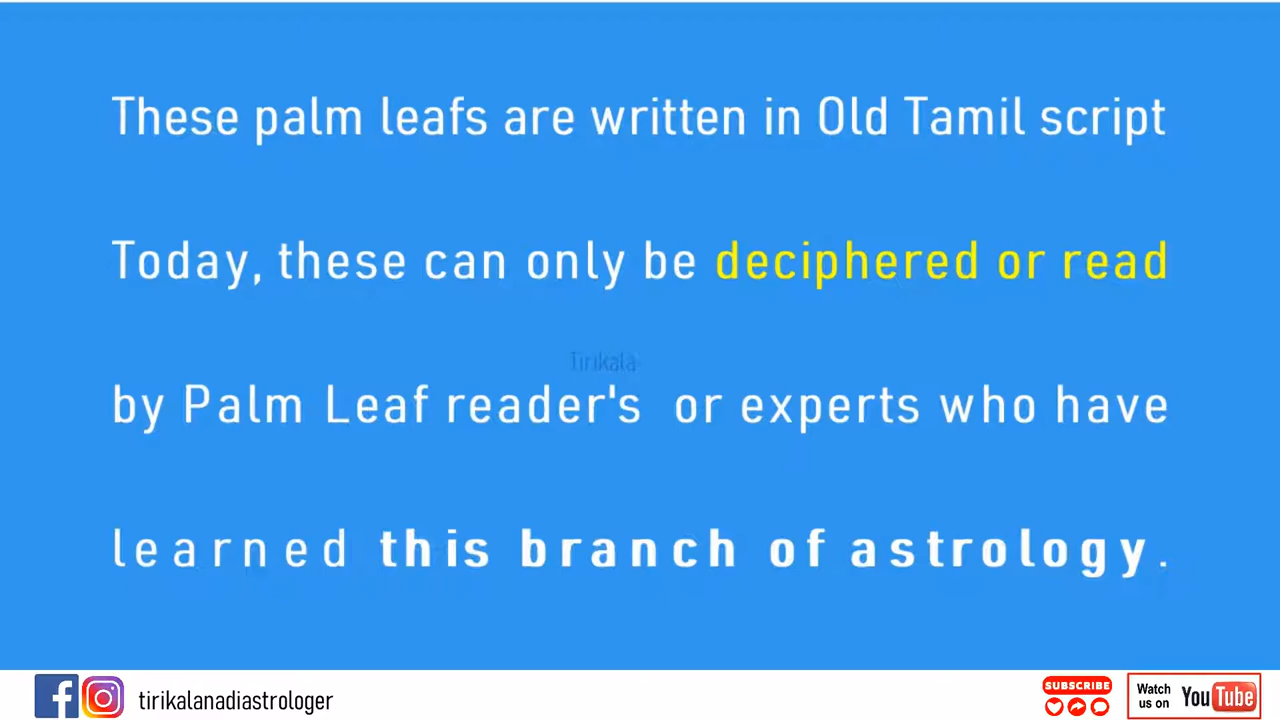 These palm leafs are written in Old Tamil script
Today, these can only be deciphered or read
Tirikala
by Palm Leaf reader's or experts who have
learned this branch of astrology.
tirikalanadiastrologer
SUBSCRIBE
Watch
us on
YouTube